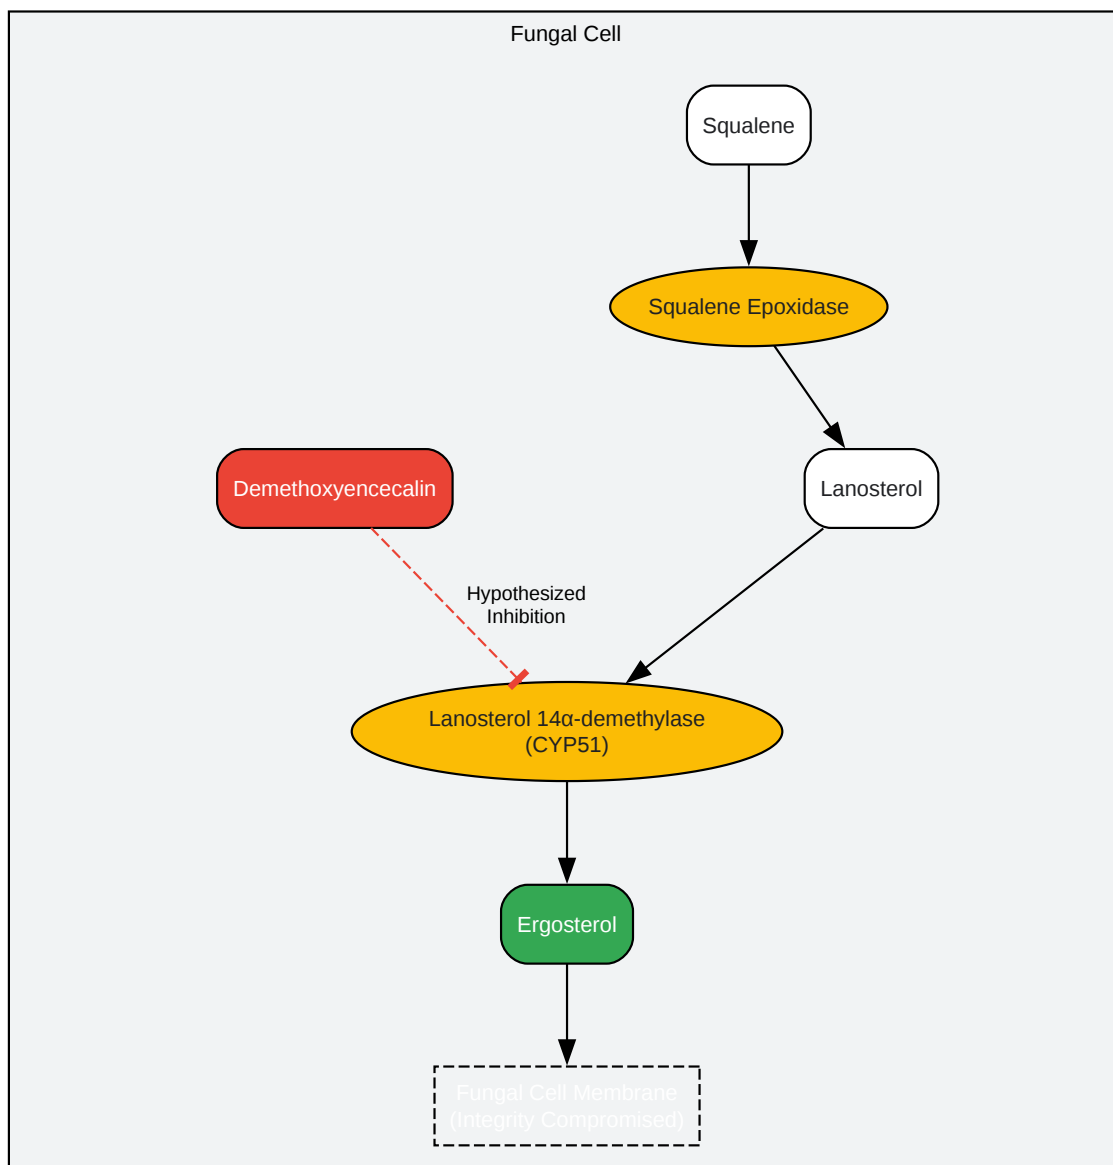 Fungal Cell
Squalene
Squalene Epoxidase
Demethoxyencecalin
Lanosterol
Hypothesized
Inhibition
Lanosterol 14α-demethylase
(CYP51)
Ergosterol
Fungal Cell Membrane
(Integrity Compromised)